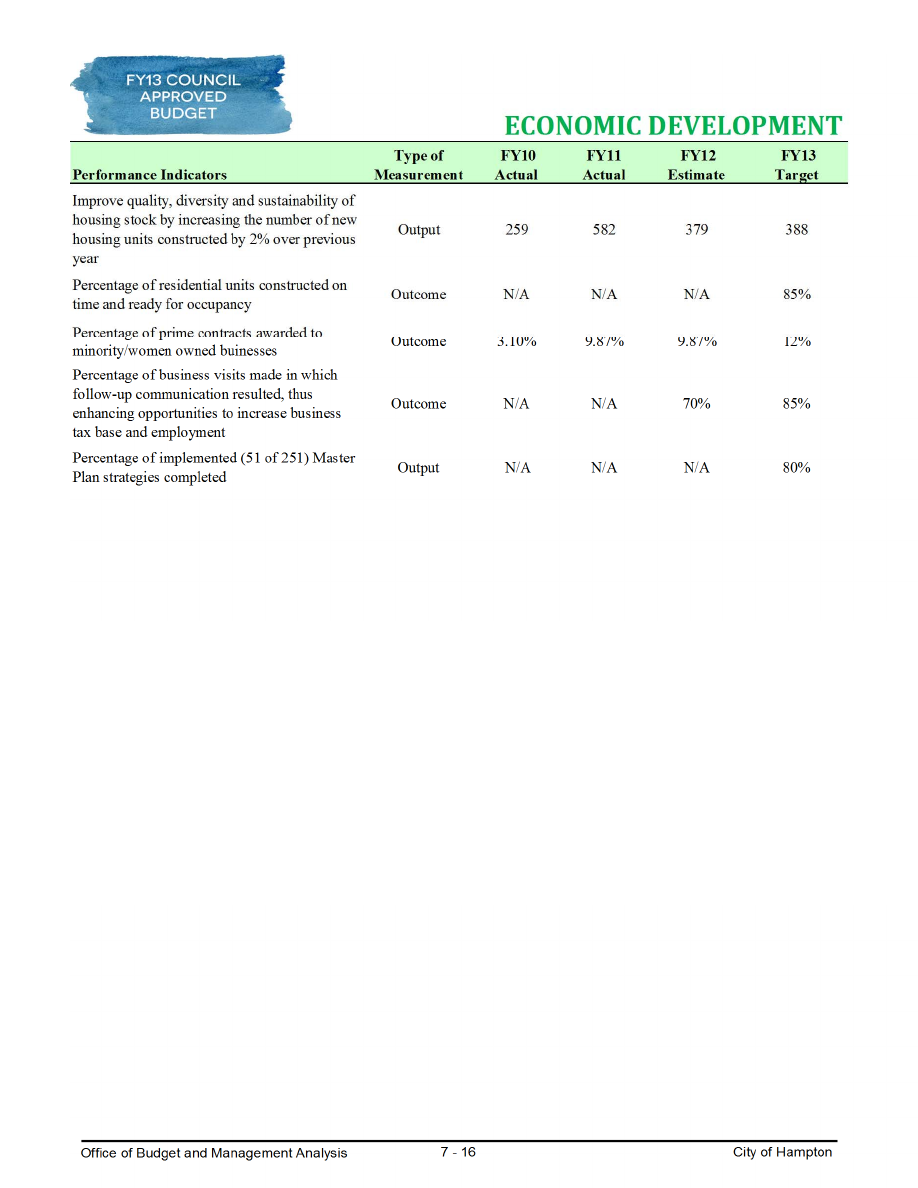 FY13 COUNCIL
APPROVED
BUDGET
ECONOMIC DEVELOPMENT
Performance Indicators Type of Measurement FY10 Actual FY11 Actual FY12 Estimate FY13 Target
Improve quality, diversity and sustainability of
housing stock by increasing the number of new
housing units constructed by 2% over previous
year
Output 259 582 379 388
Percentage of residential units constructed on
time and ready for occupancy
Outcome N/A N/A N/A 85%
Percentage of prime contracts awarded to
minority/women owned buinesses
Outcome 3.10% 9.87% 9.87% 12%
Percentage of business visits made in which
follow-up communication resulted, thus
enhancing opportunities to increase business
tax base and employment
Outcome N/A N/A 70% 85%
Percentage of implemented (51 of 251) Master
Plan strategies completed
Output N/A N/A N/A 80%
Office of Budget and Management Analysis 7 - 16 City of Hampton